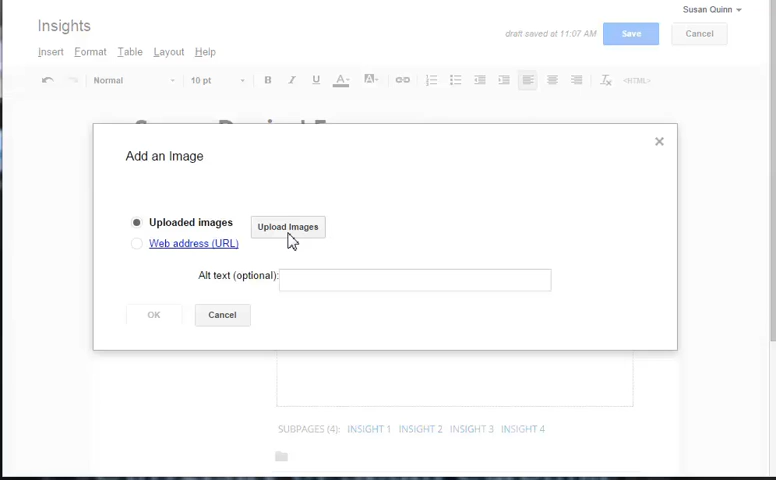 Susan Quinn
Insights
draft saved at 11:07 AM
Save
Cancel
Insert Format Table Layout Help
Normal 10 pt B I U A A <HTML>
Add an Image
Uploaded images
Upload Images
Web address (URL)
Alt text (optional):
OK Cancel
SUBPAGES (4): INSIGHT 1 INSIGHT 2 INSIGHT 3 INSIGHT 4